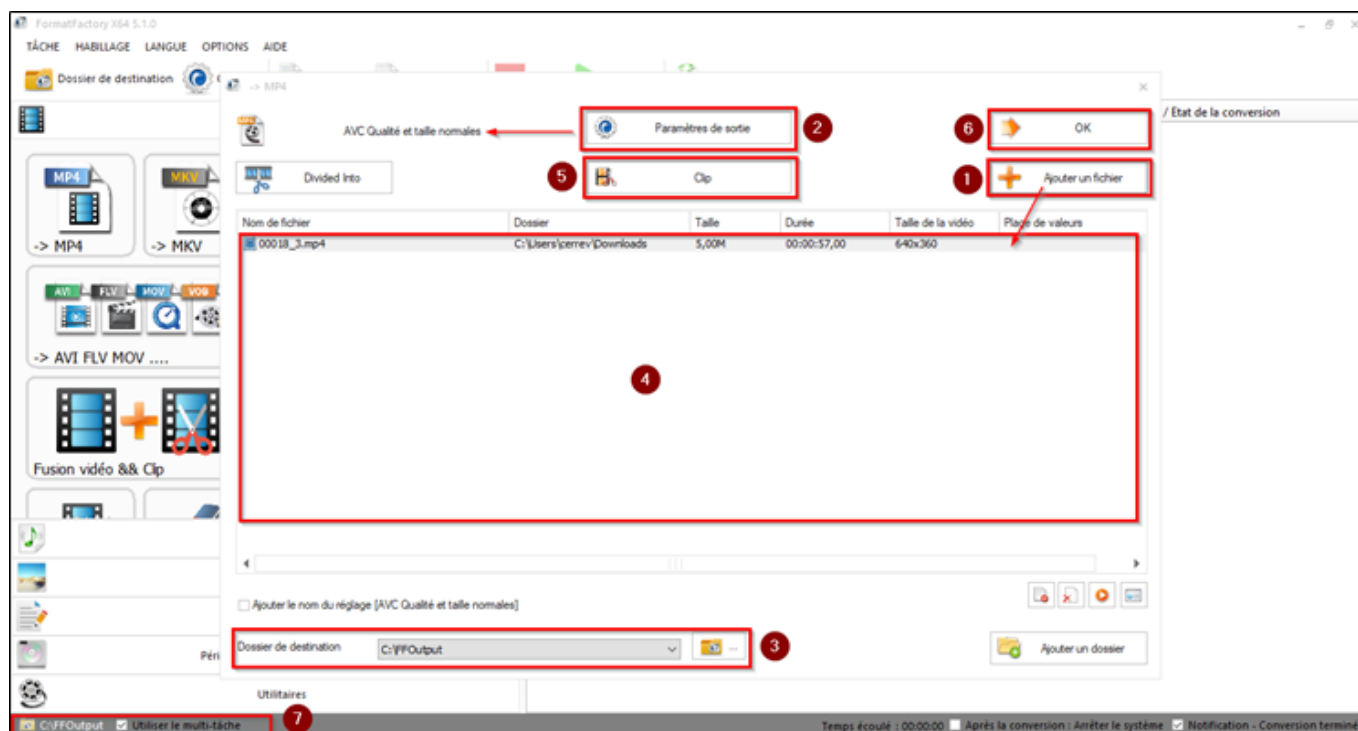 FormatFactory X64 5.1.0
TÂCHE HABILLAGE LANGUE OPTIONS AIDE
Dossier de destination
-> MP4
/ Etat de la conversion
AVC Qualité et taille normales
Paramètres de sortie
2
6
OK
Divided Into
5
Clip
1
Ajouter un fichier
MP4
MKV
-> MP4
-> MKV
Nom de fichier Dossier Taille Durée Taille de la vidéo Plage de valeurs
00018_3.mp4 C:\Users\perrev\Downloads 5,00M 00:00:57,00 640x360
AVI FLV MOV VOB
-> AVI FLV MOV ....
4
Fusion vidéo && Clip
Ajouter le nom du réglage [AVC Qualité et taille normales]
Dossier de destination C:\FFOutput ... 3
Ajouter un dossier
Péri
Utilitaires
7
C:\FFOutput Utiliser le multi-tâche
Temps écoulé : 00:00:00 Après la conversion : Arrêter le système Notification - Conversion terminé